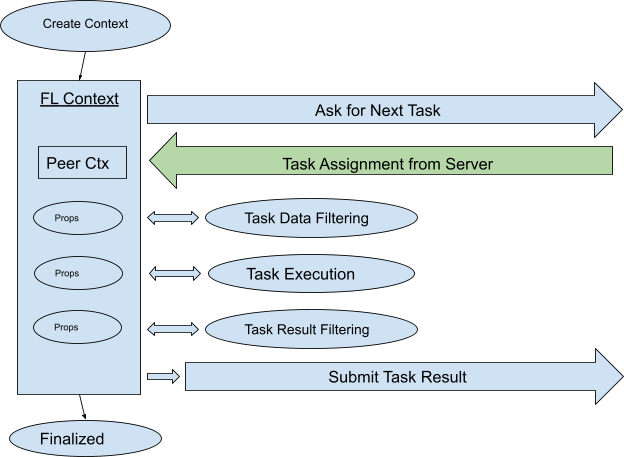 Create Context
FL Context
Ask for Next Task
Peer Ctx
Task Assignment from Server
Props
Task Data Filtering
Props
Task Execution
Props
Task Result Filtering
Submit Task Result
Finalized